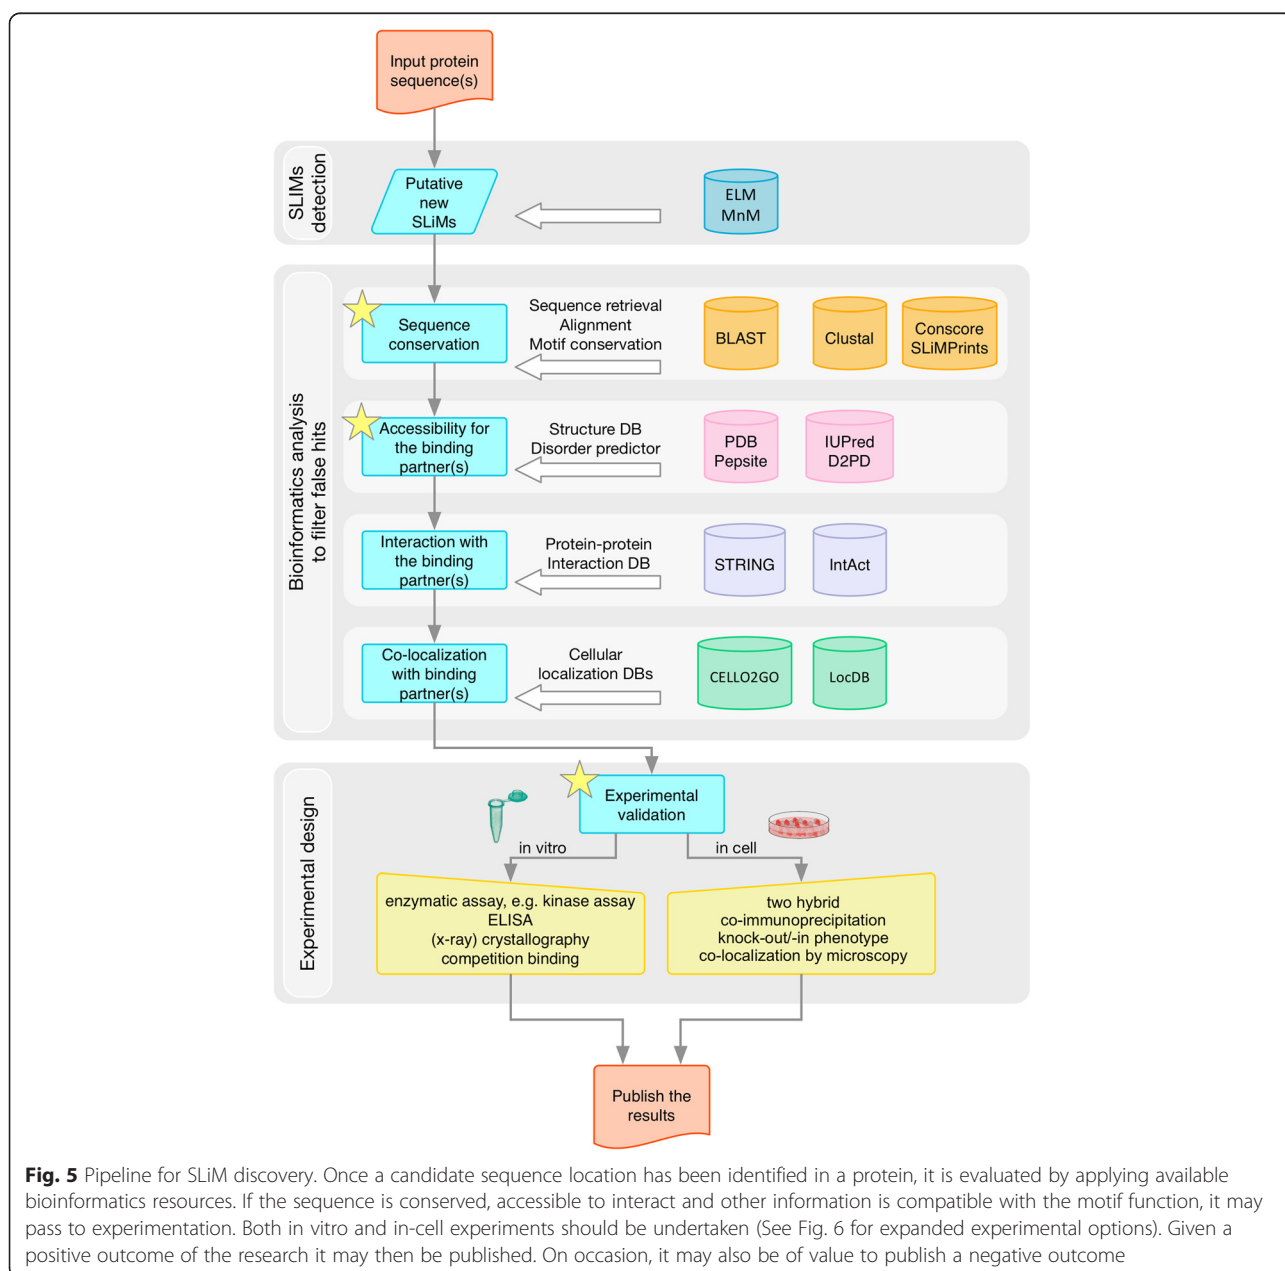 Input protein
sequence(s)
SLIMs
detection
Putative
new
SLiMs
ELM
MnM
Bioinformatics analysis
to filter false hits
Sequence
conservation
Sequence retrieval
Alignment
Motif conservation
BLAST
Clustal
Conscore
SLiMPrints
Accessibility for
the binding
partner(s)
Structure DB
Disorder predictor
PDB
Pepsite
IUPred
D2PD
Interaction with
the binding
partner(s)
Protein-protein
Interaction DB
STRING
IntAct
Co-localization
with binding
partner(s)
Cellular
localization DBs
CELLO2GO
LocDB
Experimental design
Experimental
validation
in vitro
in cell
enzymatic assay, e.g. kinase assay
ELISA
(x-ray) crystallography
competition binding
two hybrid
co-immunoprecipitation
knock-out/-in phenotype
co-localization by microscopy
Publish the
results
Fig. 5 Pipeline for SLiM discovery. Once a candidate sequence location has been identified in a protein, it is evaluated by applying available
bioinformatics resources. If the sequence is conserved, accessible to interact and other information is compatible with the motif function, it may
pass to experimentation. Both in vitro and in-cell experiments should be undertaken (See Fig. 6 for expanded experimental options). Given a
positive outcome of the research it may then be published. On occasion, it may also be of value to publish a negative outcome